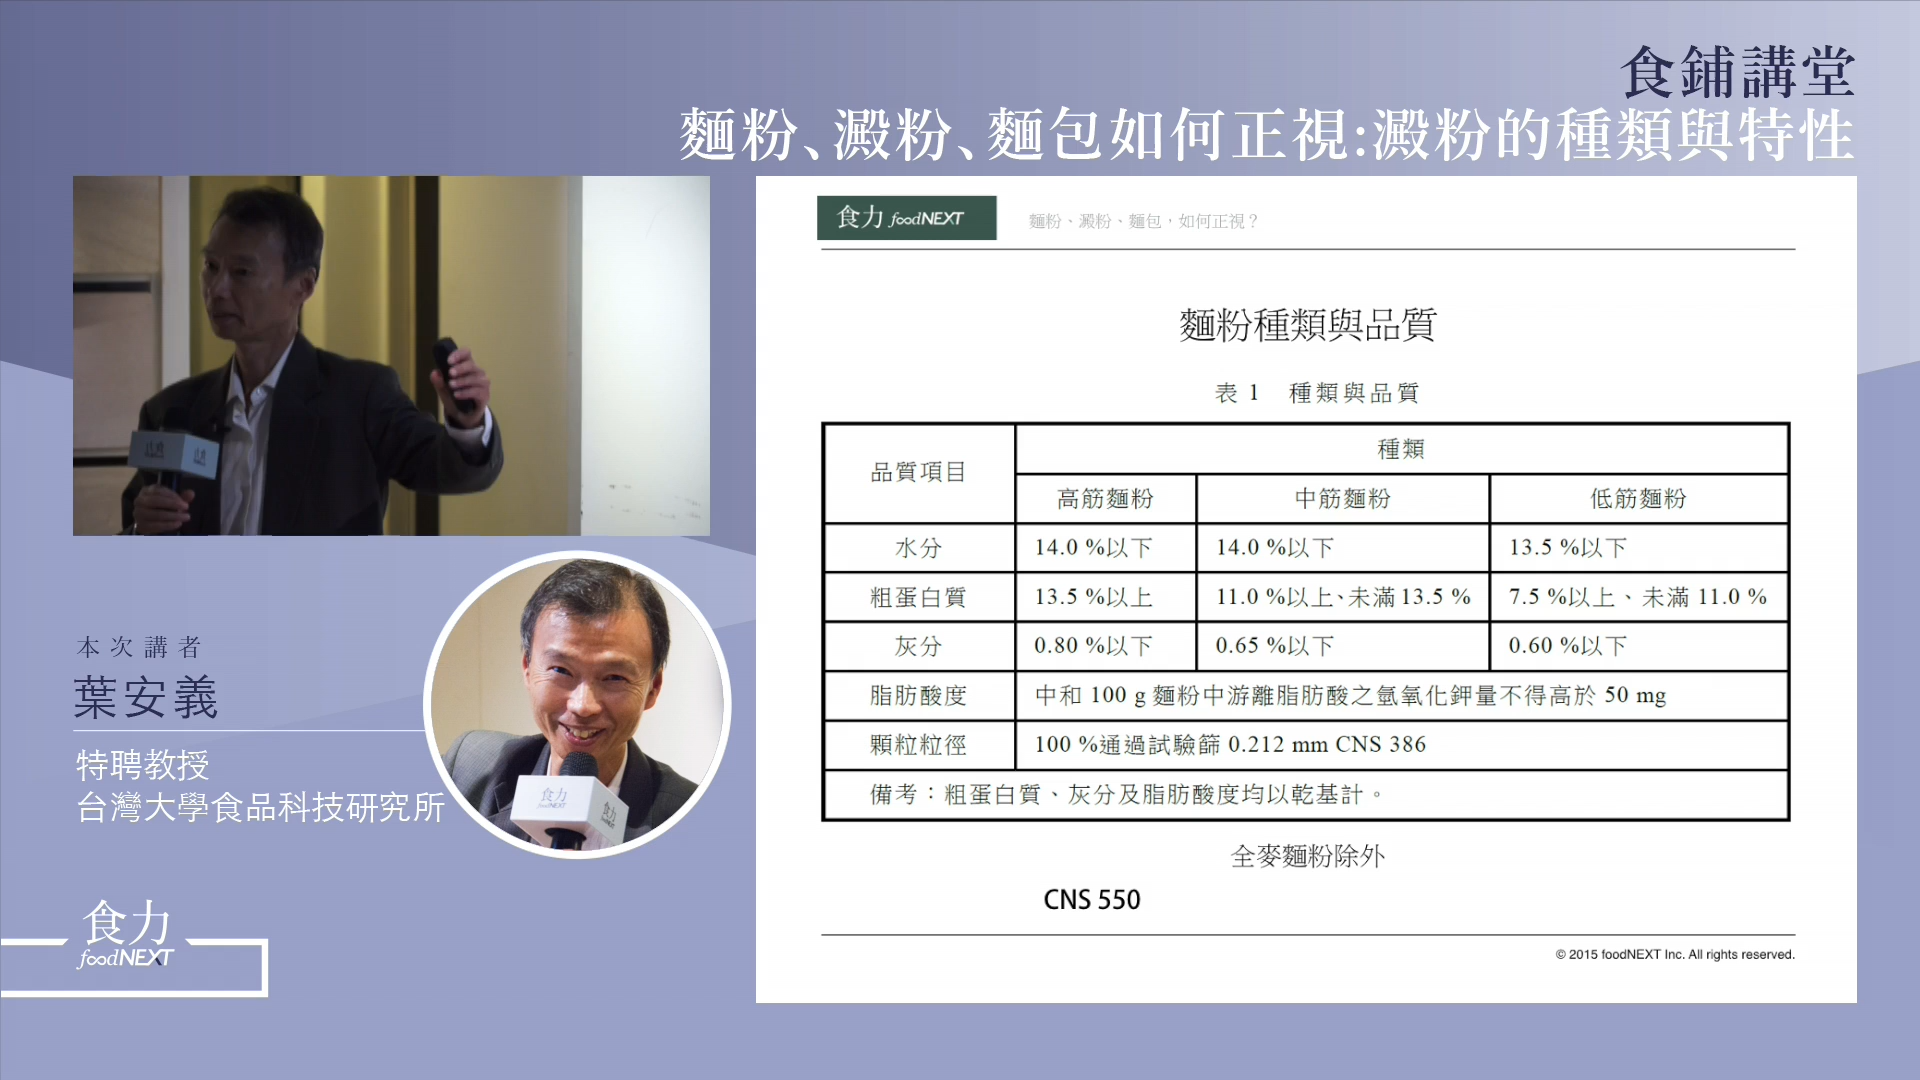 食鋪講堂
麵粉、澱粉、麵包如何正視:澱粉的種類與特性
食力 foodNEXT
麵粉、澱粉、麵包，如何正視？
麵粉種類與品質
表 1 種類與品質
品質項目
種類
高筋麵粉 中筋麵粉 低筋麵粉
水分 14.0 %以下 14.0 %以下 13.5 %以下
粗蛋白質 13.5 %以上 11.0 %以上、未滿 13.5 % 7.5 %以上、未滿 11.0 %
灰分 0.80 %以下 0.65 %以下 0.60 %以下
脂肪酸度 中和 100 g 麵粉中游離脂肪酸之氫氧化鉀量不得高於 50 mg
顆粒粒徑 100 %通過試驗篩 0.212 mm CNS 386
備考：粗蛋白質、灰分及脂肪酸度均以乾基計。
全麥麵粉除外
CNS 550
© 2015 foodNEXT Inc. All rights reserved.
本次講者
葉安義
特聘教授
台灣大學食品科技研究所
食力
foodNEXT
食力
食力